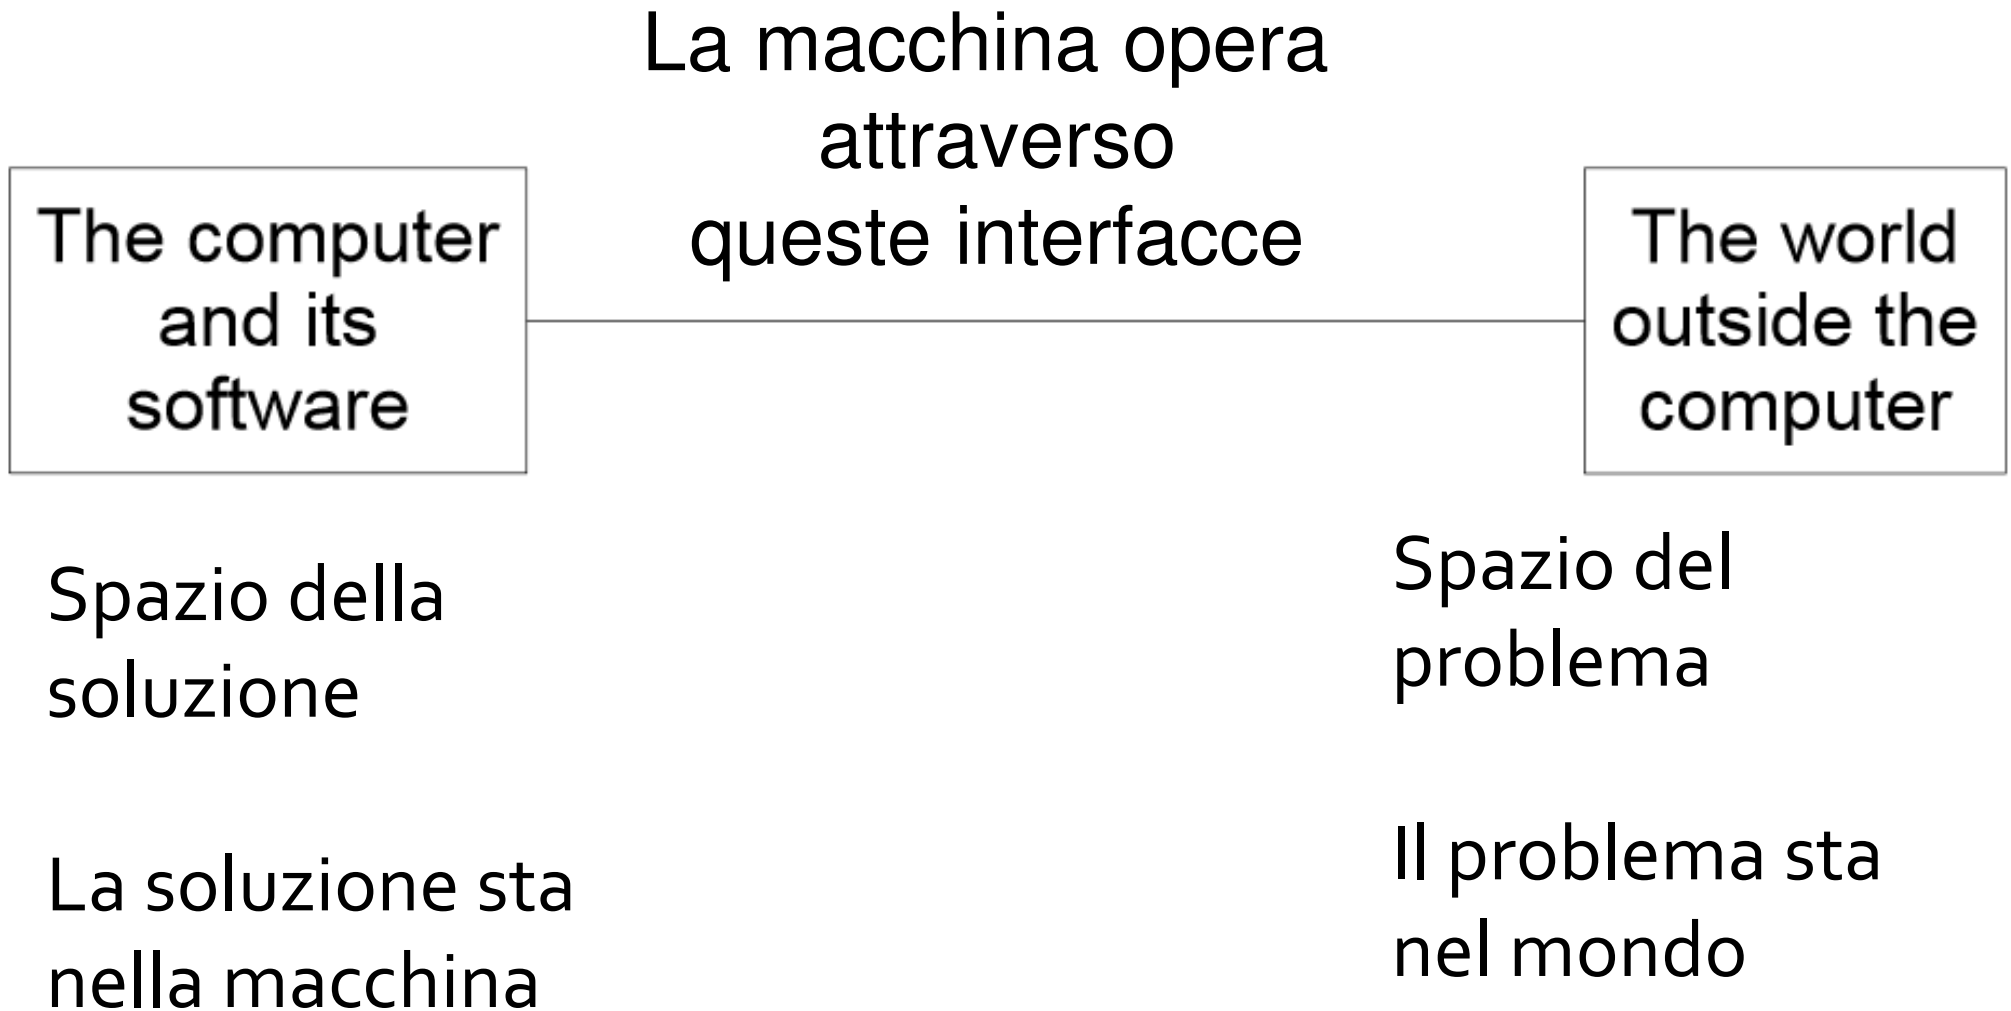 La macchina opera
attraverso
queste interfacce
The computer
and its
software
The world
outside the
computer
Spazio della
soluzione
La soluzione sta
nella macchina
Spazio del
problema
Il problema sta
nel mondo